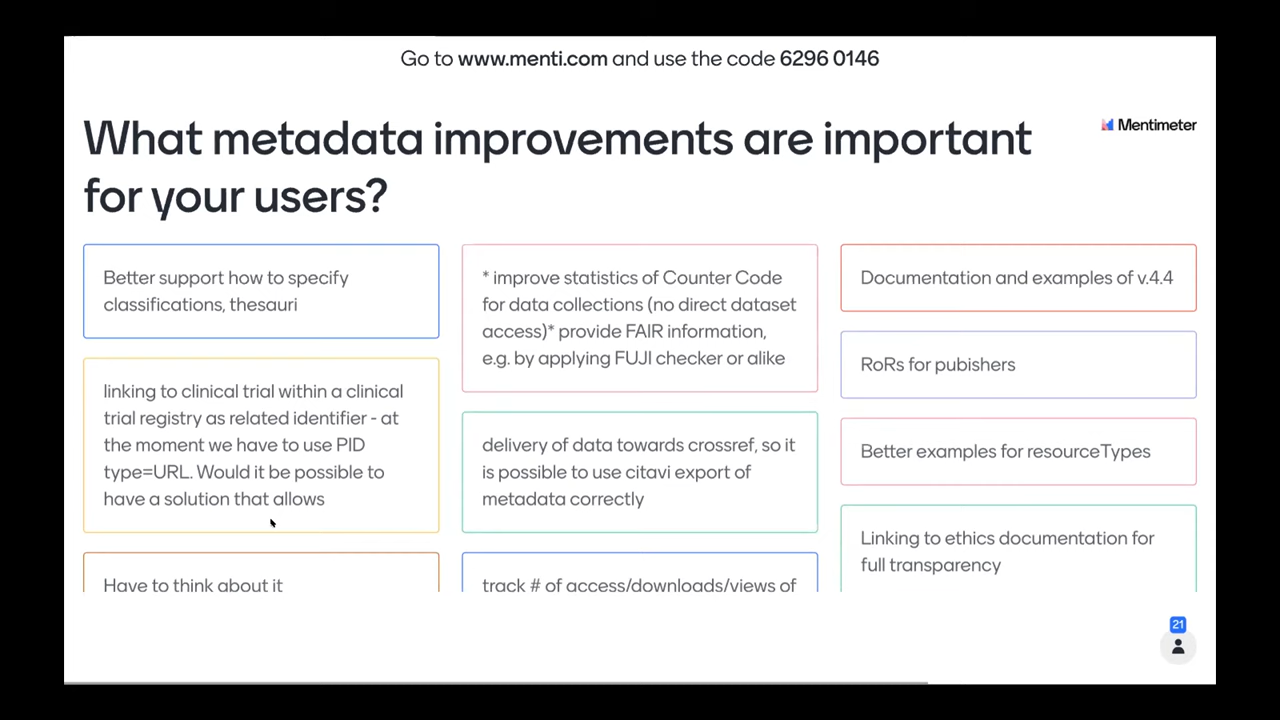 Go to www.menti.com and use the code 6296 0146
What metadata improvements are important
for your users?
Mentimeter
Better support how to specify
classifications, thesauri
linking to clinical trial within a clinical
trial registry as related identifier - at
the moment we have to use PID
type=URL. Would it be possible to
have a solution that allows
Have to think about it
* improve statistics of Counter Code
for data collections (no direct dataset
access)* provide FAIR information,
e.g. by applying FUJI checker or alike
delivery of data towards crossref, so it
is possible to use citavi export of
metadata correctly
track # of access/downloads/views of
Documentation and examples of v.4.4
RoRs for pubishers
Better examples for resourceTypes
Linking to ethics documentation for
full transparency
21